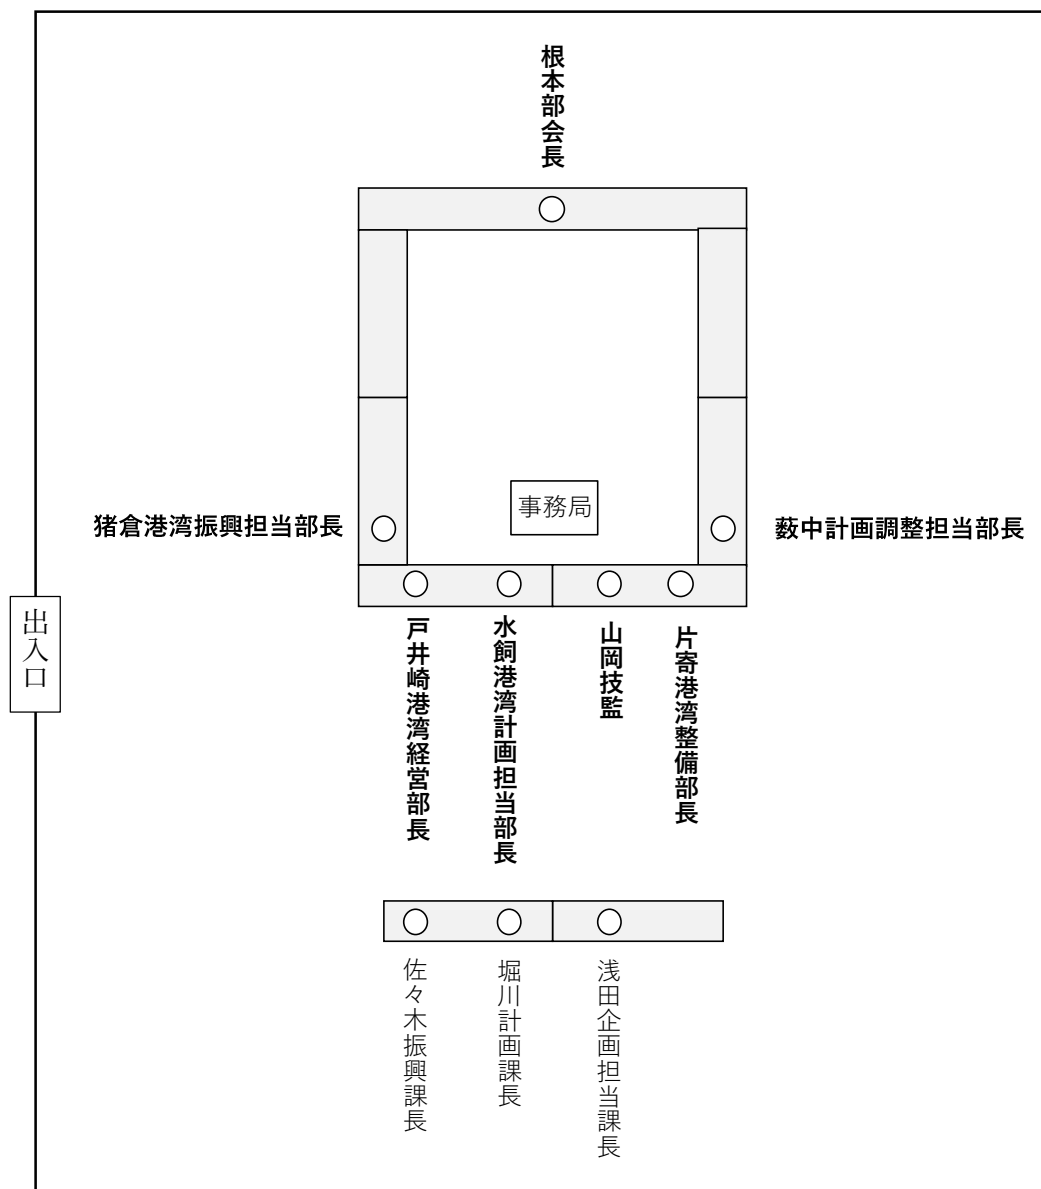 根本部会長
事務局
猪倉港湾振興担当部長
薮中計画調整担当部長
出入口
戸井崎港湾経営部長
水飼港湾計画担当部長
山岡技監
片寄港湾整備部長
佐々木振興課長
堀川計画課長
浅田企画担当課長